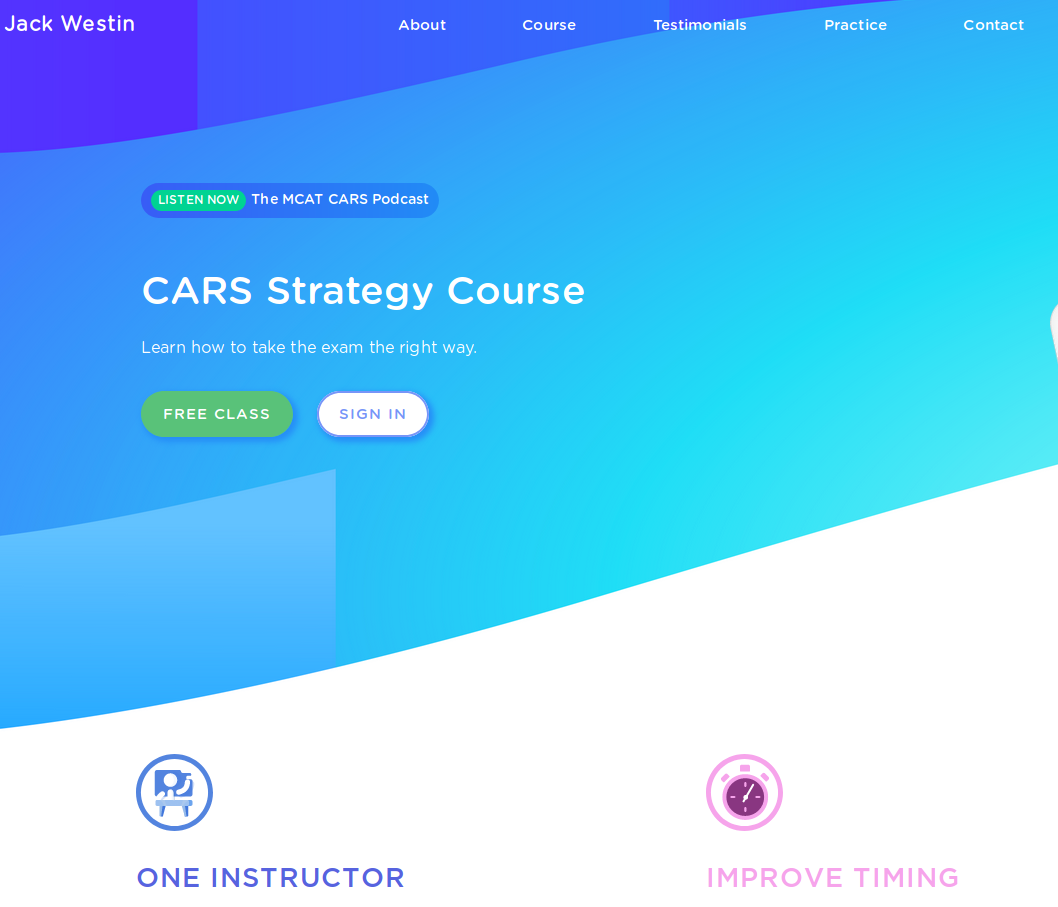 Jack Westin About Course Testimonials Practice Contact
LISTEN NOW The MCAT CARS Podcast
CARS Strategy Course
Learn how to take the exam the right way.
FREE CLASS SIGN IN
ONE INSTRUCTOR IMPROVE TIMING